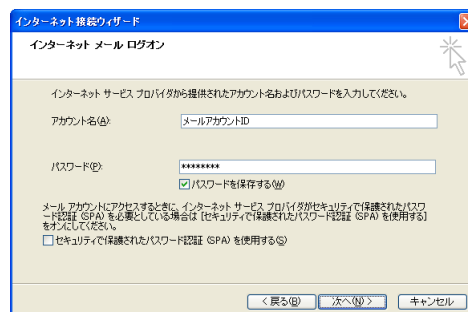 インターネット接続ウィザード
インターネット メール ログオン
インターネット サービス プロバイダから提供されたアカウント名およびパスワードを入力してください。
アカウント名(A):
メールアカウントID
パスワード(P):
********
パスワードを保存する(W)
メール アカウントにアクセスするときに、インターネット サービス プロバイダがセキュリティで保護されたパスワ
ード認証 (SPA) を必要としている場合は [セキュリティで保護されたパスワード認証 (SPA) を使用する]
をオンにしてください。
セキュリティで保護されたパスワード認証 (SPA) を使用する(S)
< 戻る(B) 次へ(N) > キャンセル